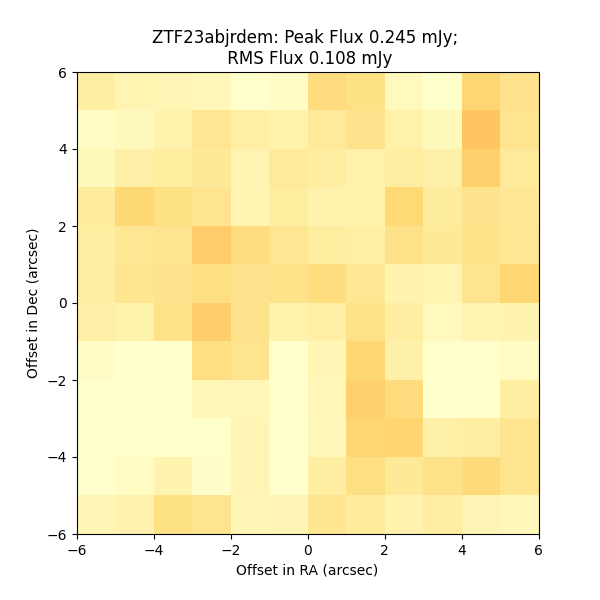 ZTF23abjrdem: Peak Flux 0.245 mJy;
RMS Flux 0.108 mJy
6
4
2
0
−2
−4
−6
Offset in Dec (arcsec)
−6 −4 −2 0 2 4 6
Offset in RA (arcsec)